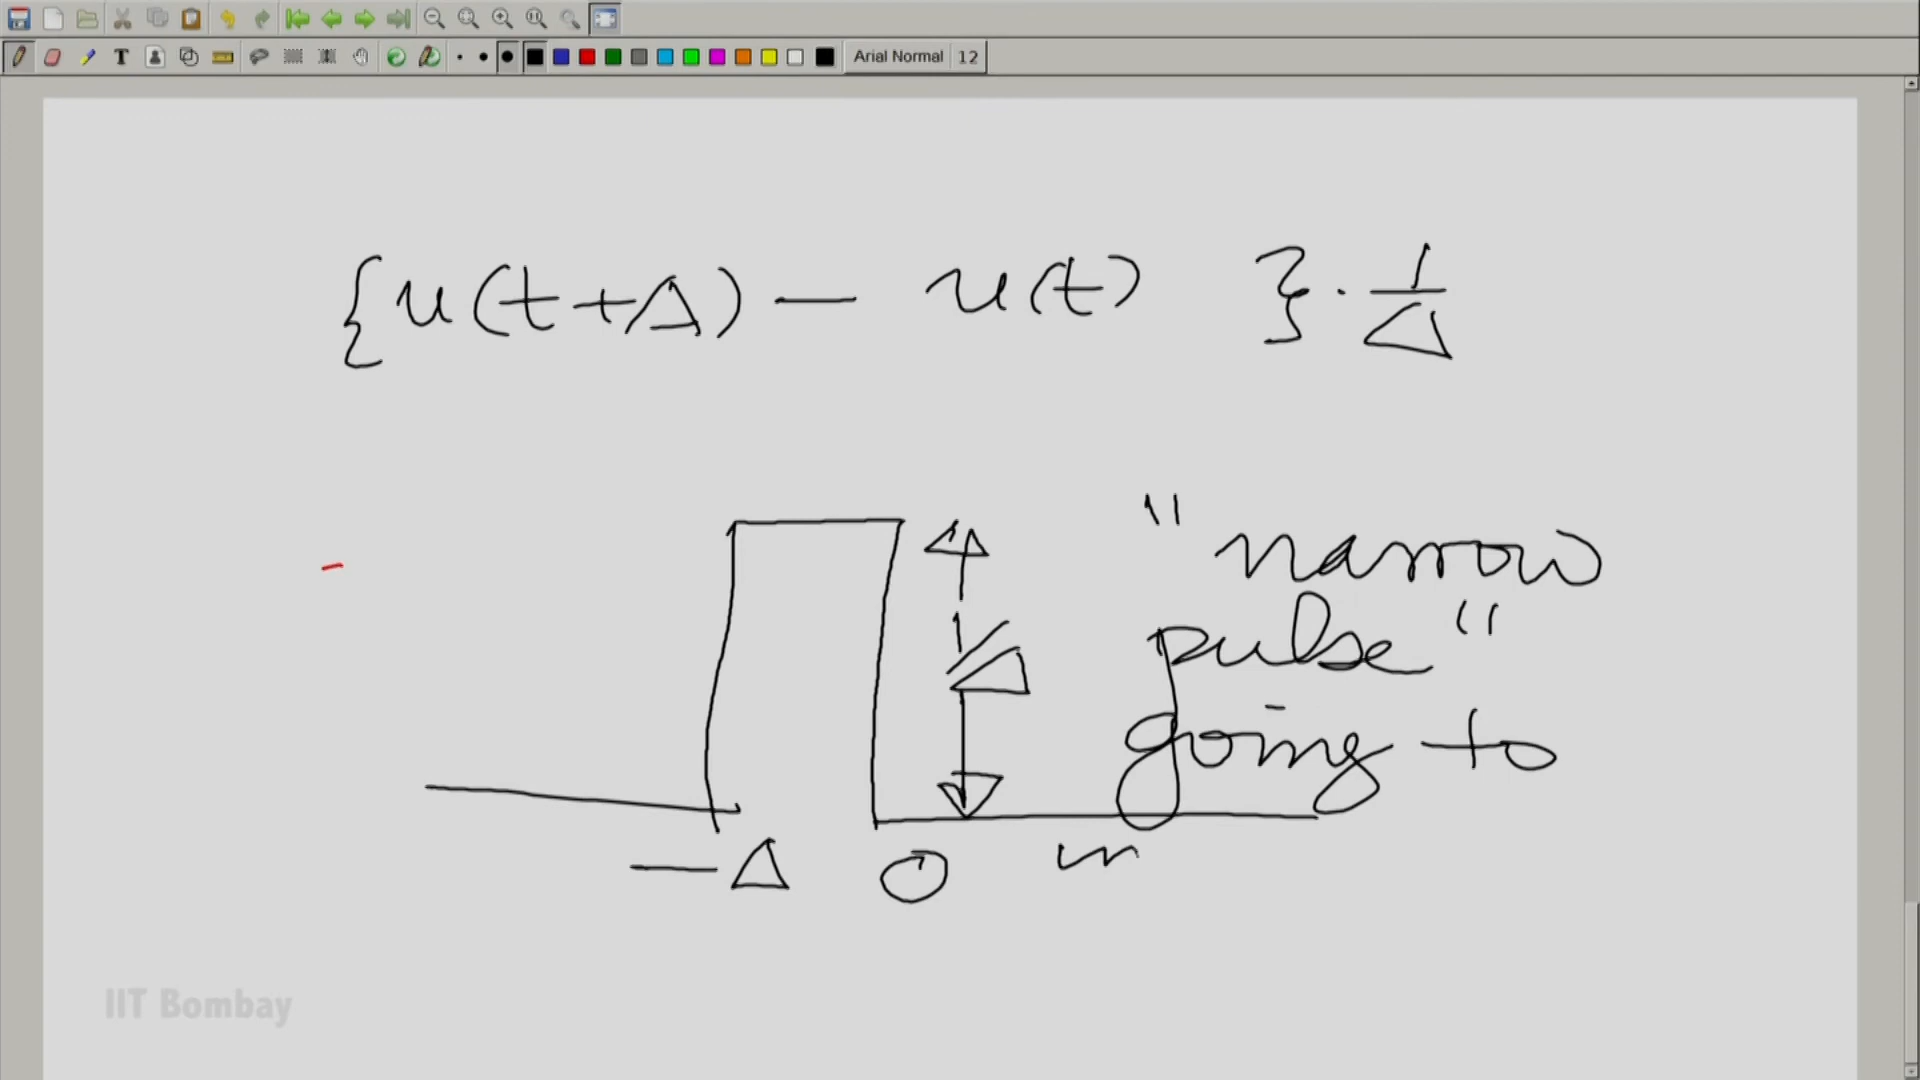 Arial Normal 12
{u(t+Δ) — u(t) } · 1/Δ
"narrow
pulse"
going to
1/Δ
—Δ 0
IIT Bombay